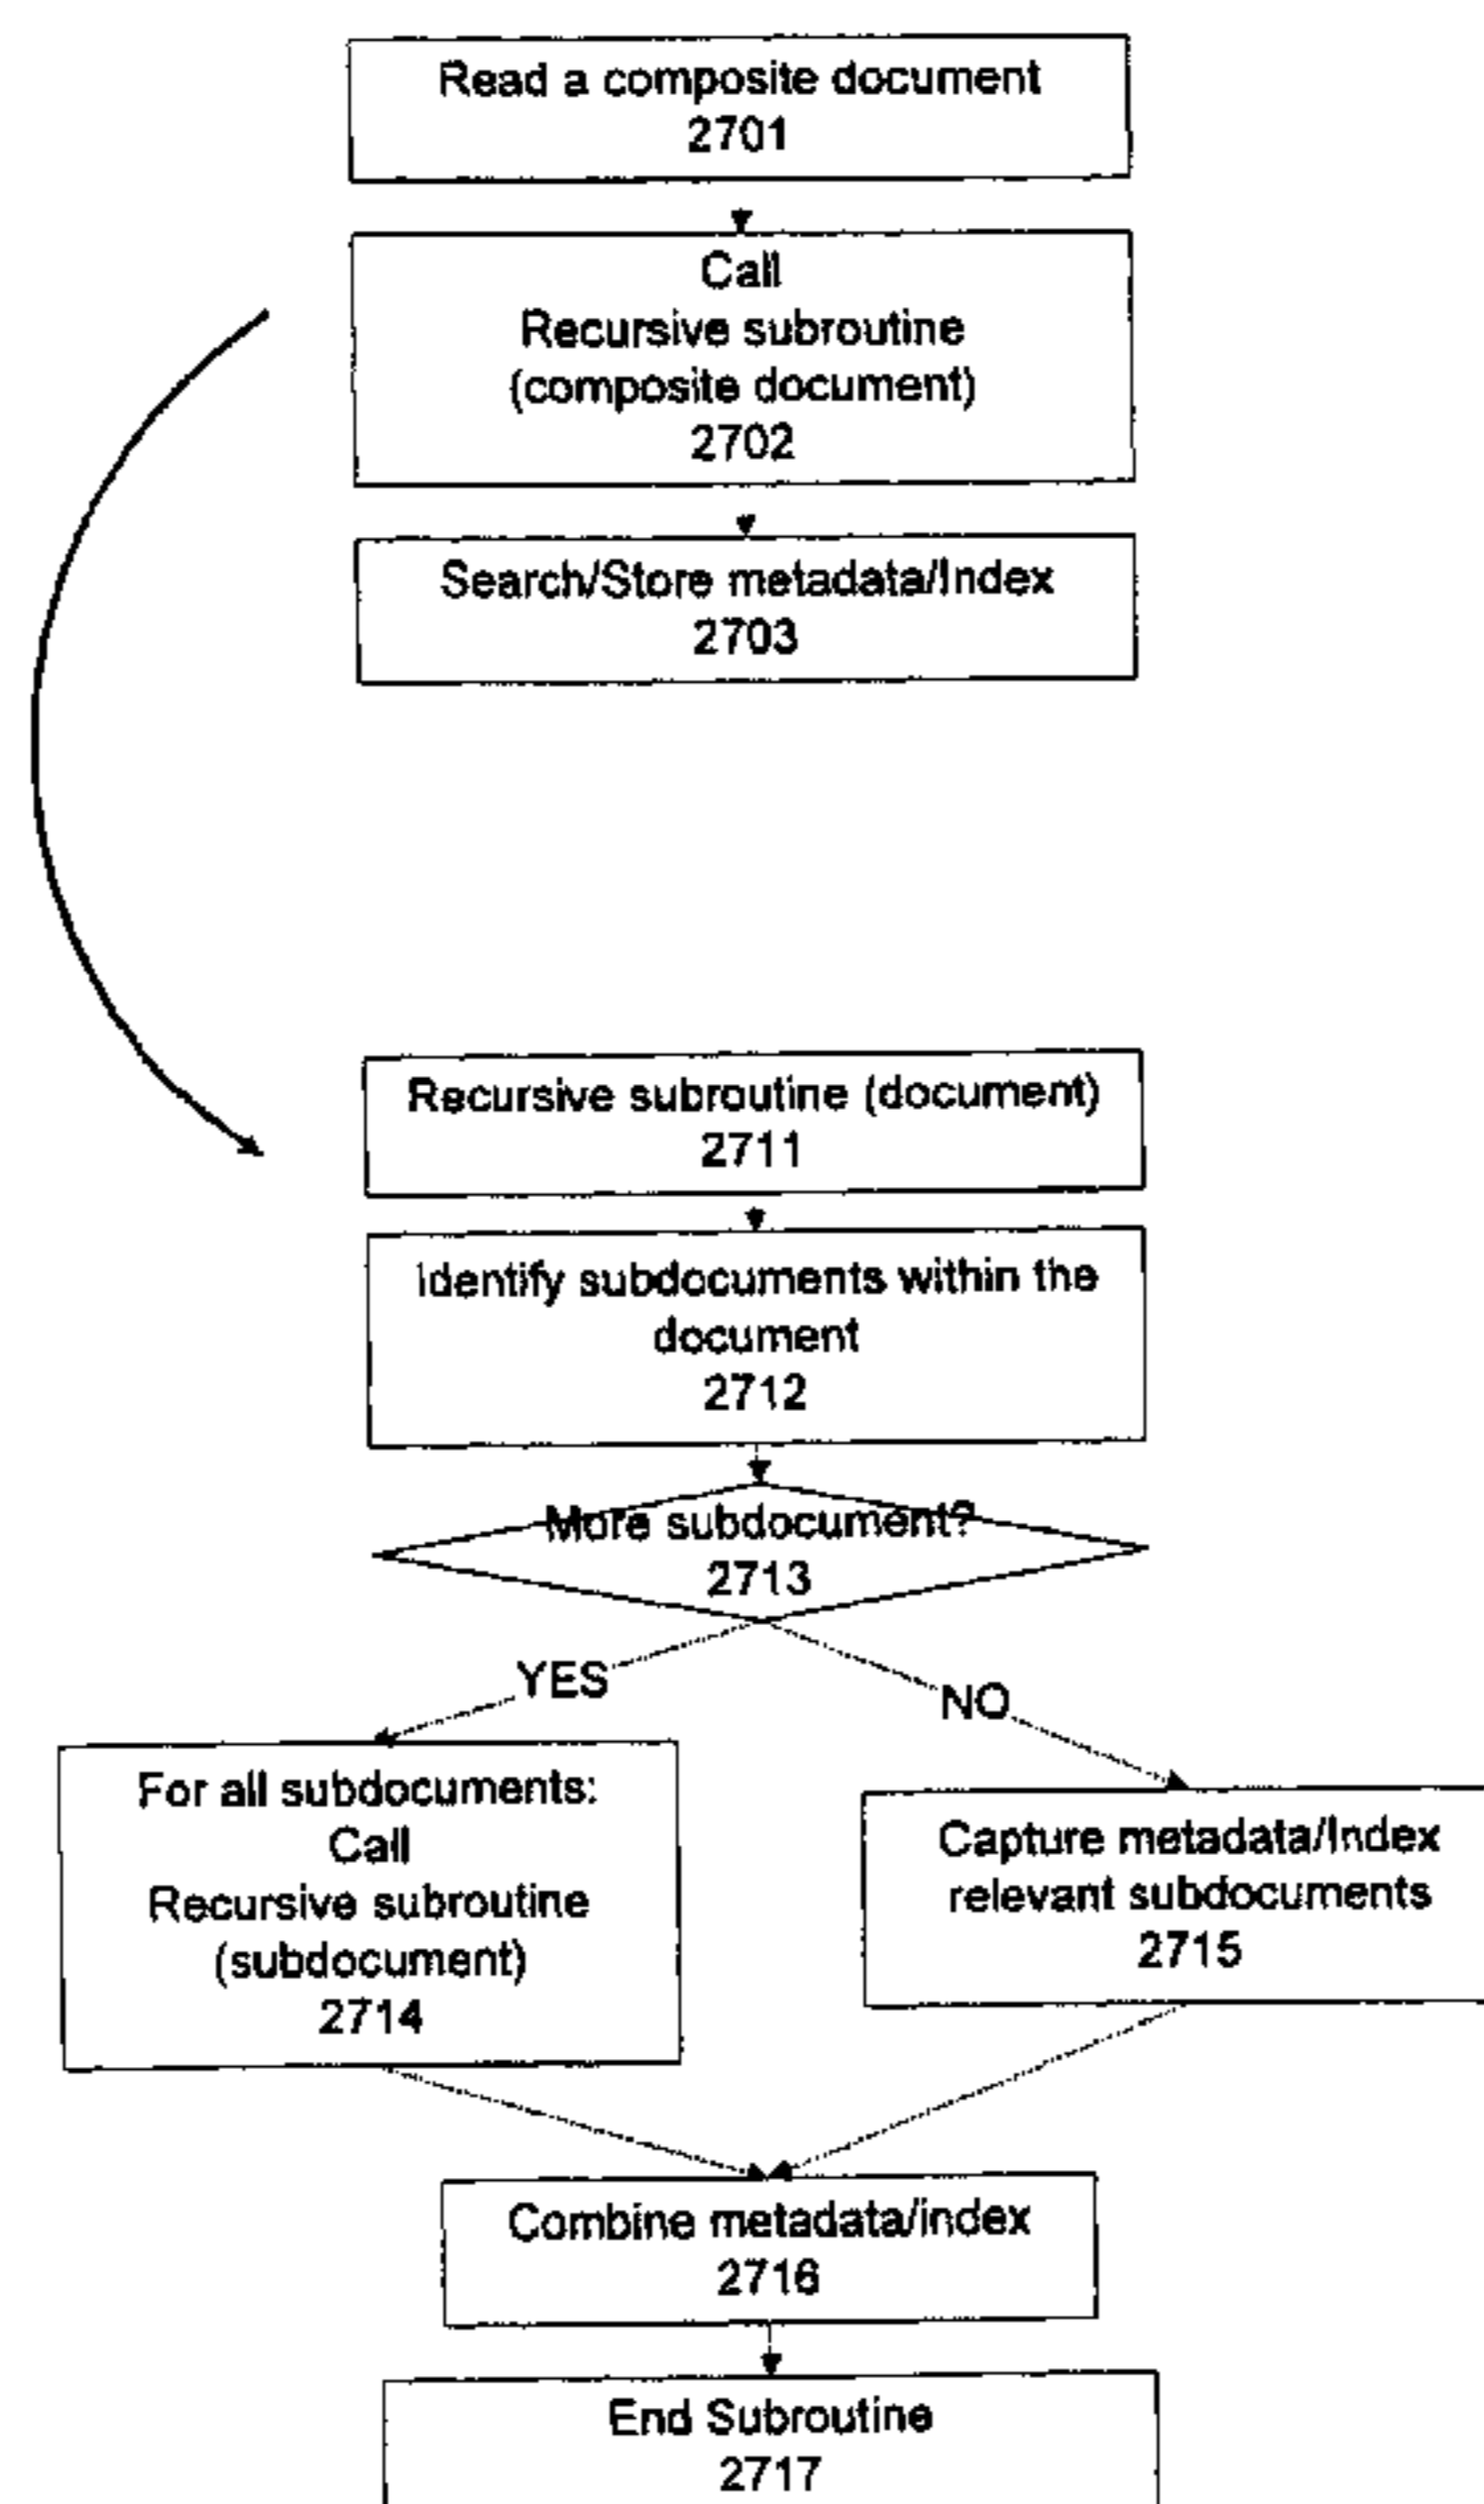 Read a composite document
2701
Call
Recursive subroutine
(composite document)
2702
Search/Store metadata/Index
2703
Recursive subroutine (document)
2711
Identify subdocuments within the
document
2712
More subdocument?
2713
YES
NO
For all subdocuments:
Call
Recursive subroutine
(subdocument)
2714
Capture metadata/Index
relevant subdocuments
2715
Combine metadata/index
2716
End Subroutine
2717